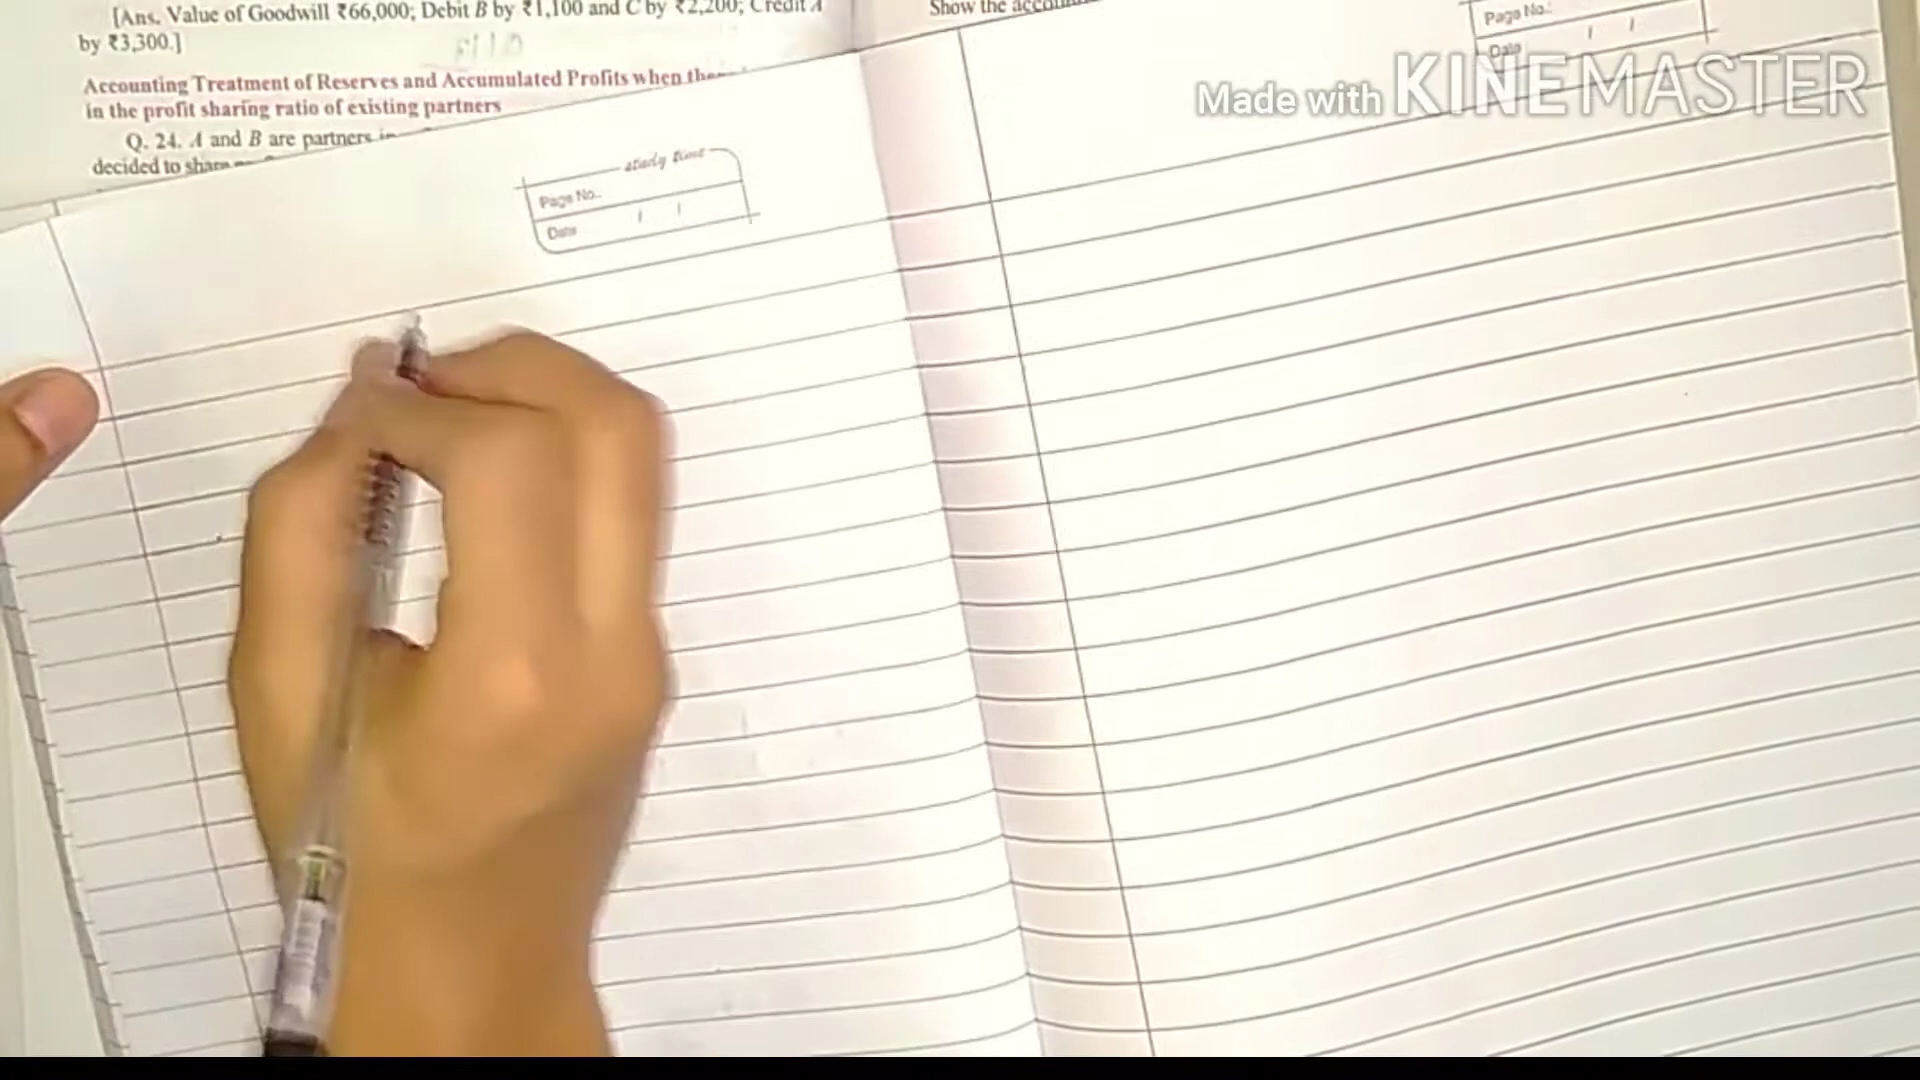 [Ans. Value of Goodwill ₹66,000; Debit B by ₹1,100 and C by ₹2,200; Credit A
by ₹3,300.]
Accounting Treatment of Reserves and Accumulated Profits when
in the profit sharing ratio of existing partners
Q. 24. A and B are partners in
decided to share
Show the
study time
Page No.
Date
Page No.:
Date
Made with KINEMASTER